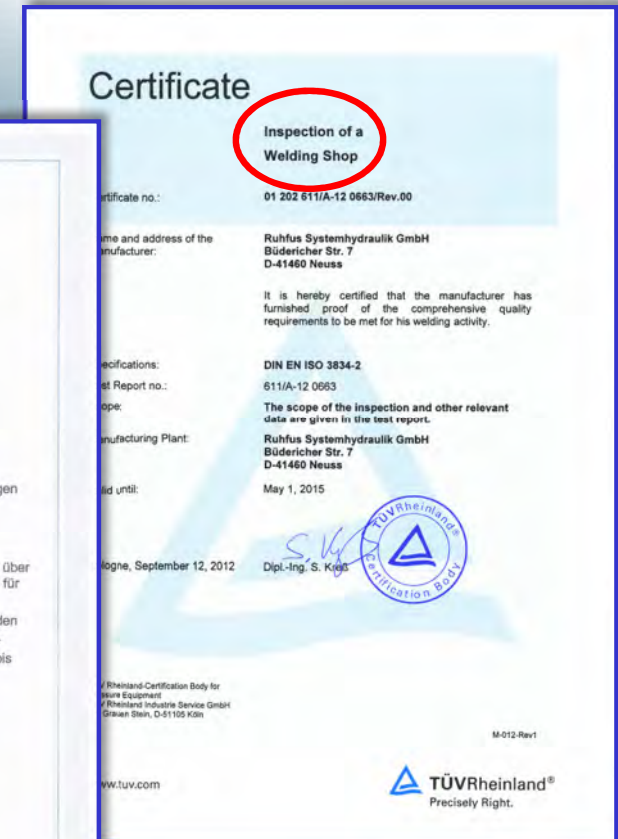 Certificate
Inspection of a
Welding Shop
rtificate no.:
01 202 611/A-12 0663/Rev.00
me and address of the
nufacturer:
Ruhfus Systemhydraulik GmbH
Büdericher Str. 7
D-41460 Neuss
It is hereby certified that the manufacturer has
furnished proof of the comprehensive quality
requirements to be met for his welding activity.
ecifications:
DIN EN ISO 3834-2
st Report no.:
611/A-12 0663
ope:
The scope of the inspection and other relevant
data are given in the test report.
nufacturing Plant:
Ruhfus Systemhydraulik GmbH
Büdericher Str. 7
D-41460 Neuss
lid until:
May 1, 2015
logne, September 12, 2012
Dipl.-Ing. S. Kreß
TÜVRheinland®
Certification Body
Rheinland-Certification Body for
ssure Equipment
Rheinland Industrie Service GmbH
Grauen Stein, D-51105 Köln
M-012-Rev1
ww.tuv.com
TÜVRheinland®
Precisely Right.
gen
über
für
den
bis